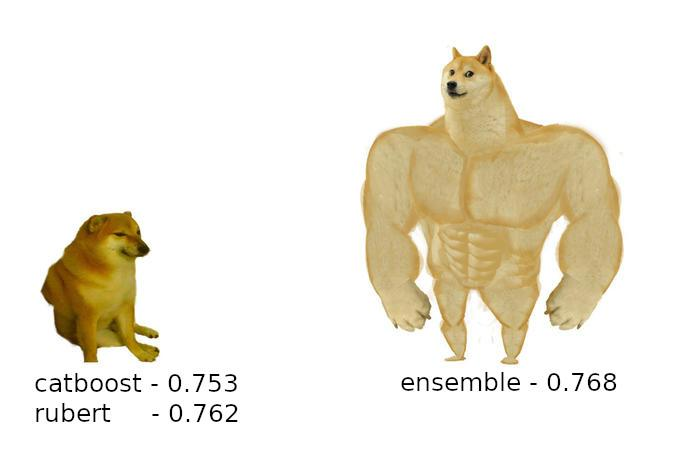 catboost - 0.753
rubert - 0.762
ensemble - 0.768